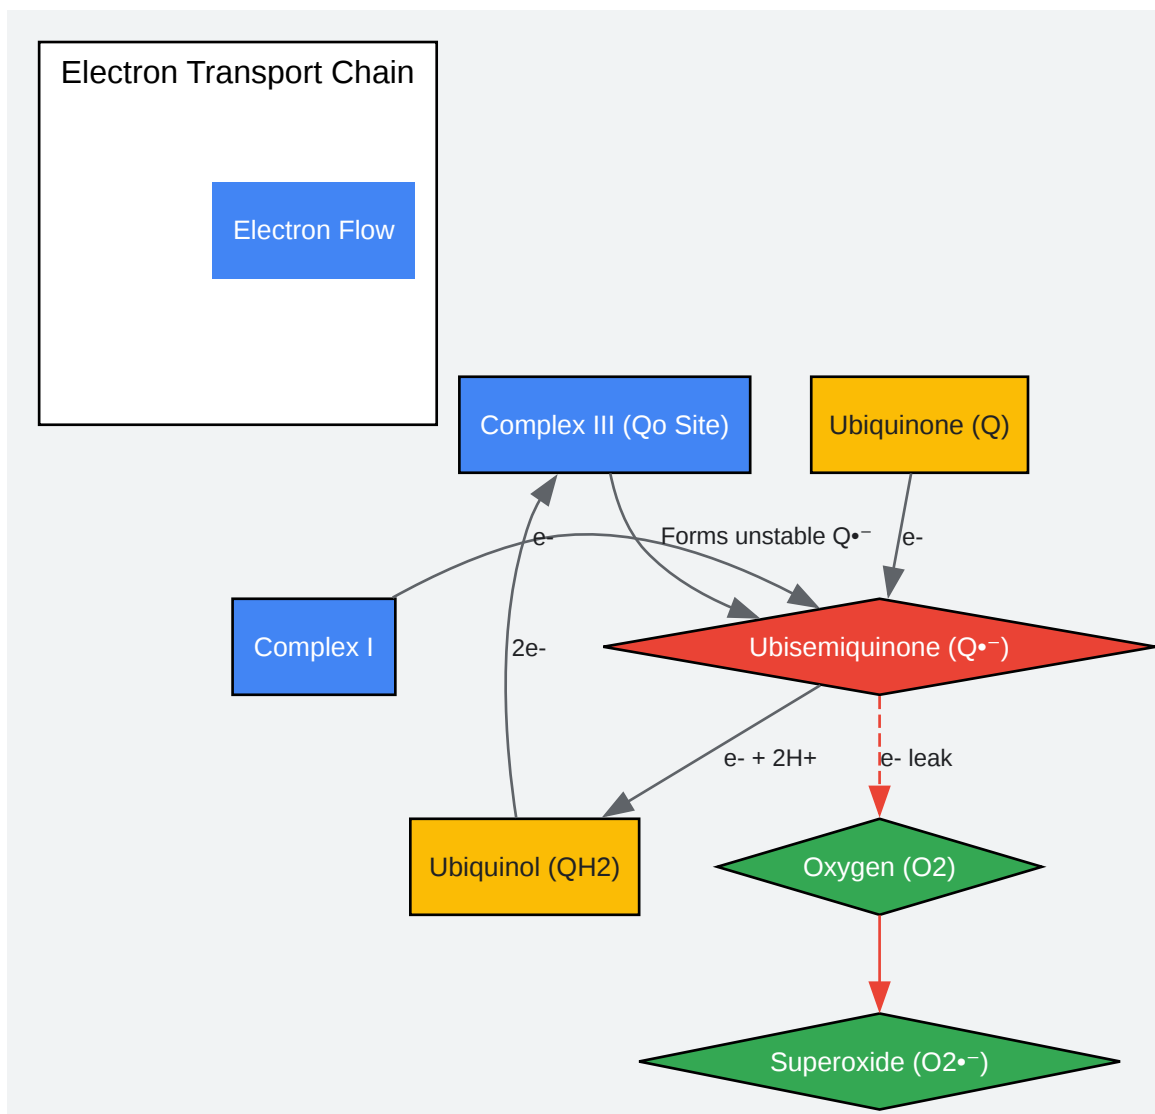 Electron Transport Chain
Electron Flow
Complex III (Qo Site)
Ubiquinone (Q)
e-
Forms unstable Q•⁻
e-
Complex I
2e-
Ubisemiquinone (Q•⁻)
e- + 2H+
e- leak
Ubiquinol (QH2)
Oxygen (O2)
Superoxide (O2•⁻)